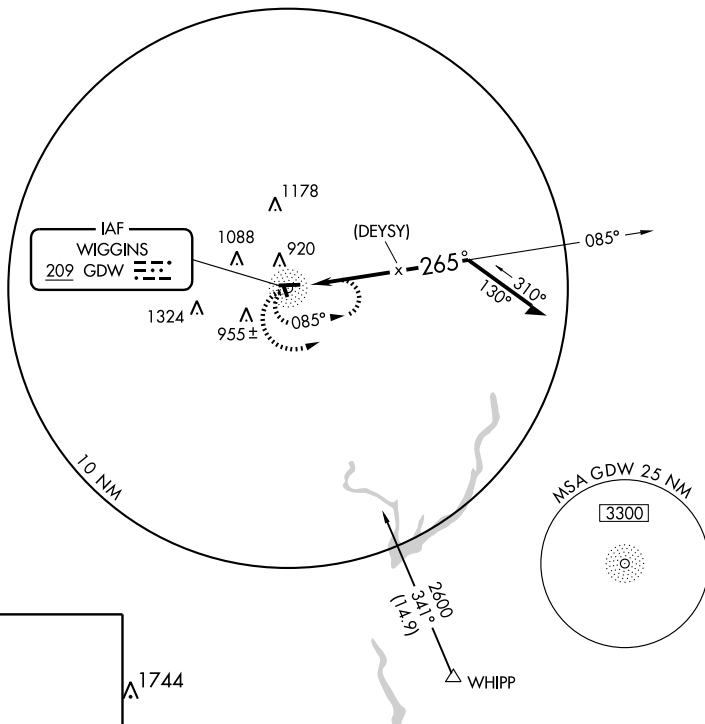 1178
IAF
WIGGINS
209 GDW
1088
920
(DEYSY)
265°
085°
310°
130°
1324
955±
085°
10 NM
MSA GDW 25 NM
3300
2600
341°
(14.9)
WHIPP
1744